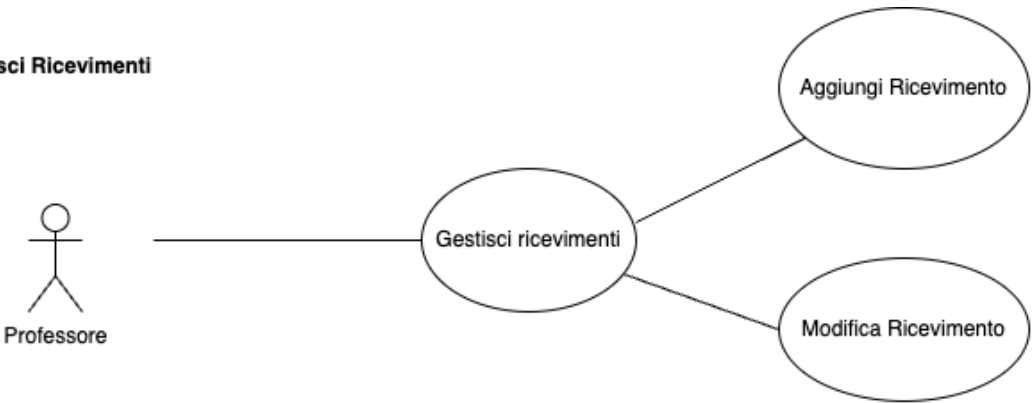 sci Ricevimenti
Aggiungi Ricevimento
Gestisci ricevimenti
Modifica Ricevimento
Professore